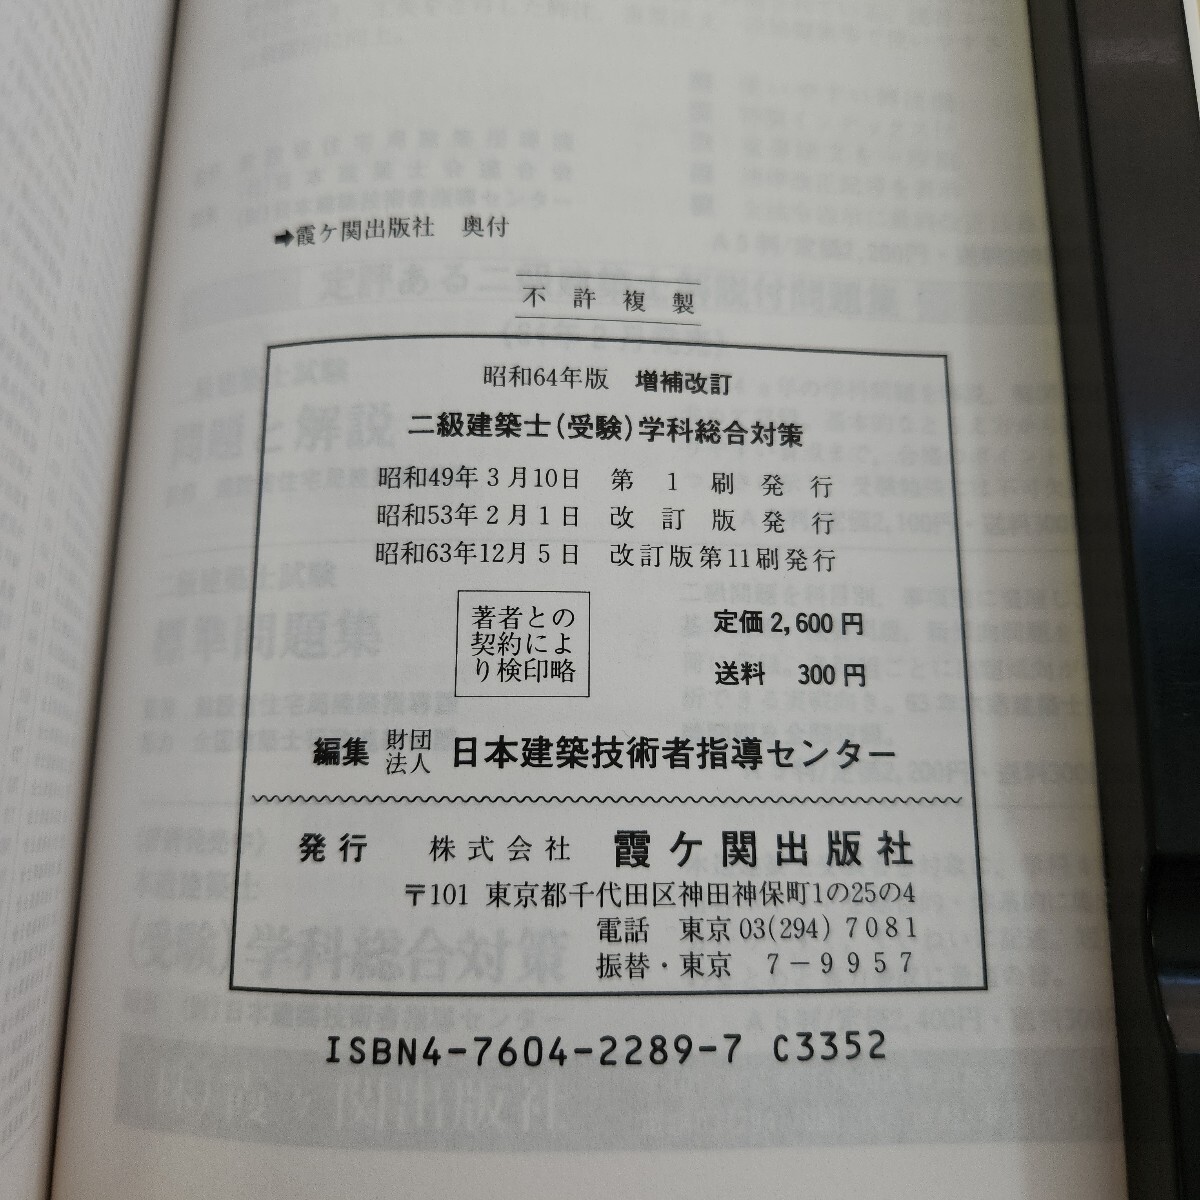 ➡霞ケ関出版社 奥付
不許複製
昭和64年版 増補改訂
二級建築士(受験)学科総合対策
昭和49年3月10日 第1刷発行
昭和53年2月1日 改訂版発行
昭和63年12月5日 改訂版第11刷発行
著者との
契約によ
り検印略
定価2,600円
送料 300円
編集 財団法人 日本建築技術者指導センター
発行 株式会社 霞ケ関出版社
〒101 東京都千代田区神田神保町1の25の4
電話 東京03(294)7081
振替・東京 7-9957
ISBN4-7604-2289-7 C3352